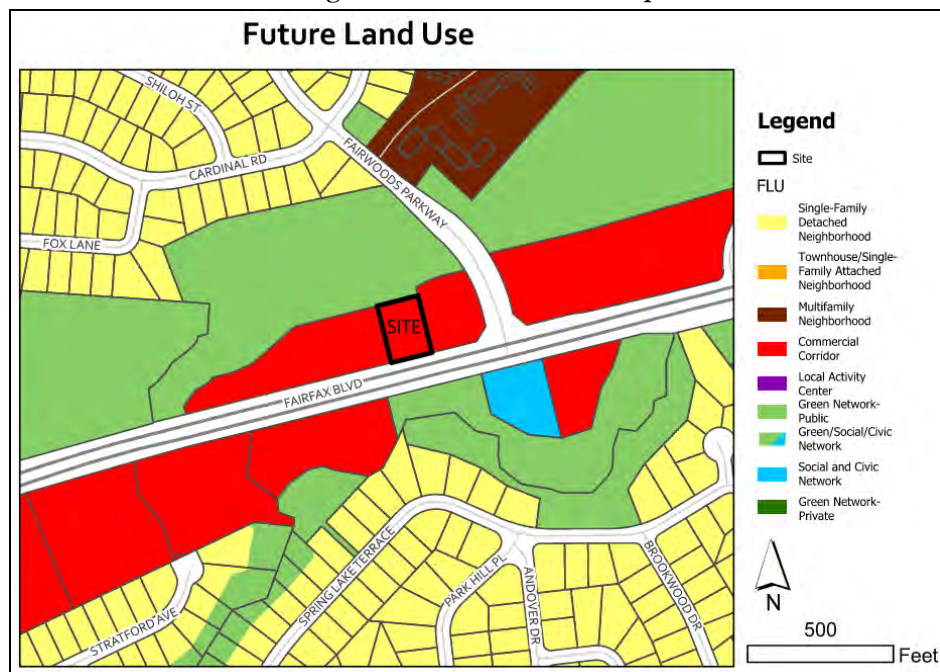 Future Land Use
SHILOH ST
CARDINAL RD
FAIRWOODS PARKWAY
FOX LANE
SITE
FAIRFAX BLVD
SPRING LAKE TERRACE
PARK HILL PL
ANDOVER DR
BROOKWOOD DR
STRATFORD AVE
Legend
Site
FLU
Single-Family
Detached
Neighborhood
Townhouse/Single-
Family Attached
Neighborhood
Multifamily
Neighborhood
Commercial
Corridor
Local Activity
Center
Green Network-
Public
Green/Social/Civic
Network
Social and Civic
Network
Green Network-
Private
N
500
Feet